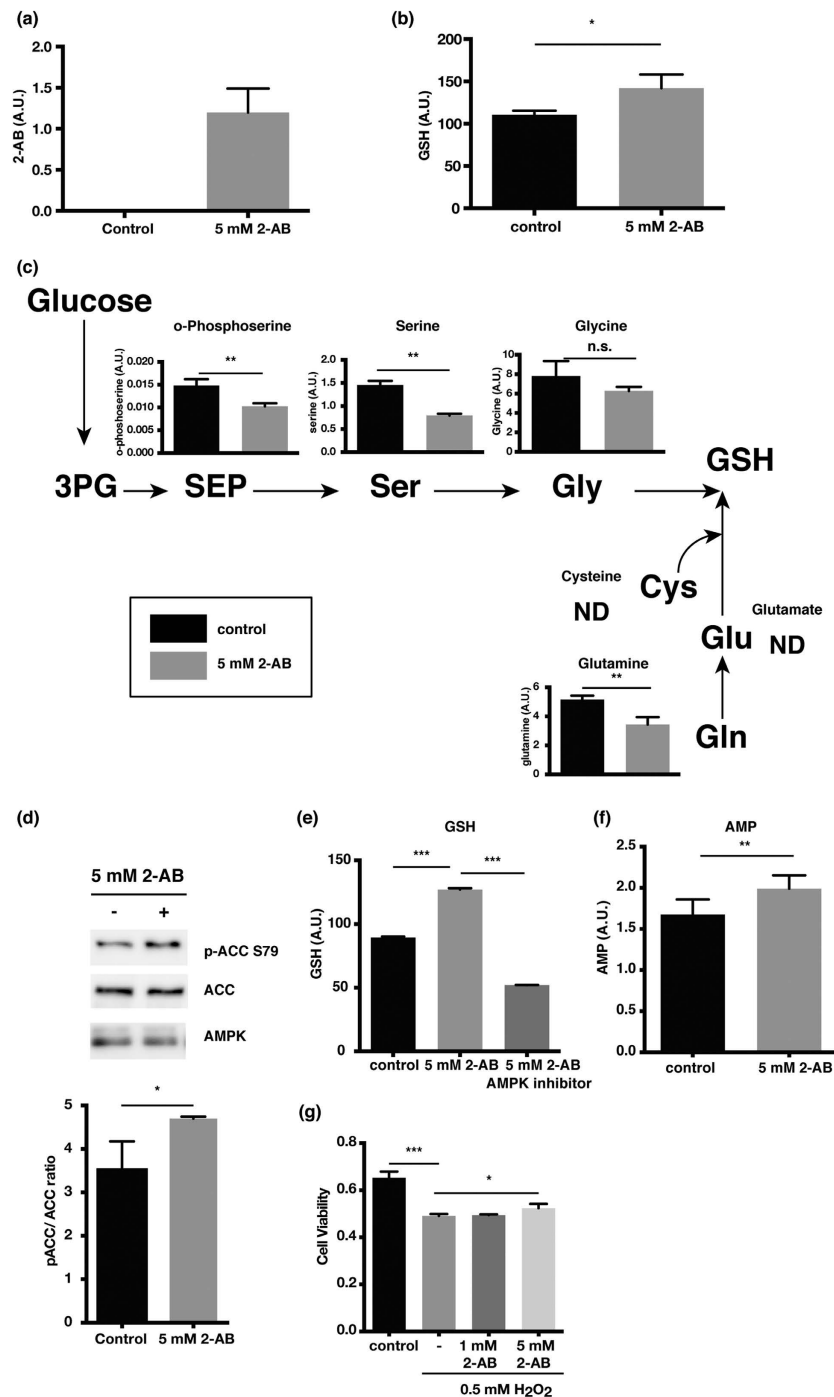 (a)
2.0
1.5
1.0
0.5
0.0
2-AB (A.U.)
Control
5 mM 2-AB
(b)
*
200
150
100
50
0
GSH (A.U.)
control
5 mM 2-AB
(c)
Glucose
o-Phosphoserine
**
0.020
0.015
0.010
0.005
0.000
o-phoshoserine (A.U.)
Serine
**
2.0
1.5
1.0
0.5
0.0
serine (A.U.)
Glycine
n.s.
10
8
6
4
2
0
Glycine (A.U.)
GSH
3PG
SEP
Ser
Gly
Cysteine
ND
Cys
Glutamate
Glu
ND
control
5 mM 2-AB
Glutamine
**
6
4
2
0
glutamine (A.U.)
Gln
(d)
5 mM 2-AB
- +
p-ACC S79
ACC
AMPK
*
5
4
3
2
1
0
pACC/ ACC ratio
Control
5 mM 2-AB
(e)
GSH
***
***
150
100
50
0
GSH (A.U.)
control
5 mM 2-AB
5 mM 2-AB
AMPK inhibitor
(f)
AMP
**
2.5
2.0
1.5
1.0
0.5
0.0
AMP (A.U.)
control
5 mM 2-AB
(g)
***
*
0.8
0.6
0.4
0.2
0.0
Cell Viability
control
-
1 mM
2-AB
5 mM
2-AB
0.5 mM H₂O₂